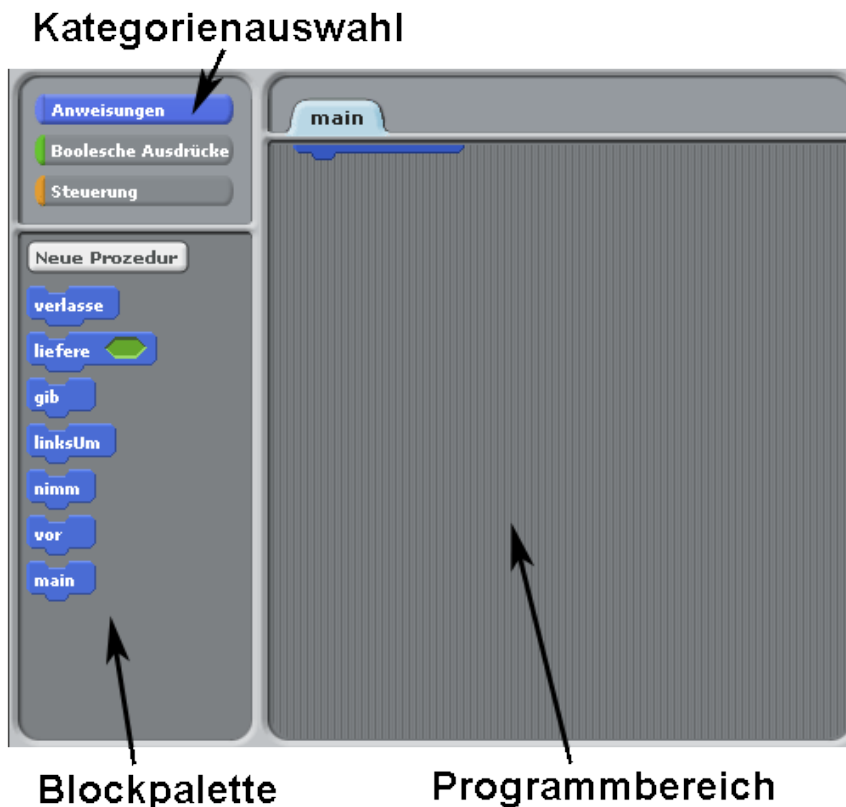 Kategorienauswahl
Anweisungen
Boolesche Ausdrücke
Steuerung
main
Neue Prozedur
verlasse
liefere
gib
linksUm
nimm
vor
main
Blockpalette
Programmbereich